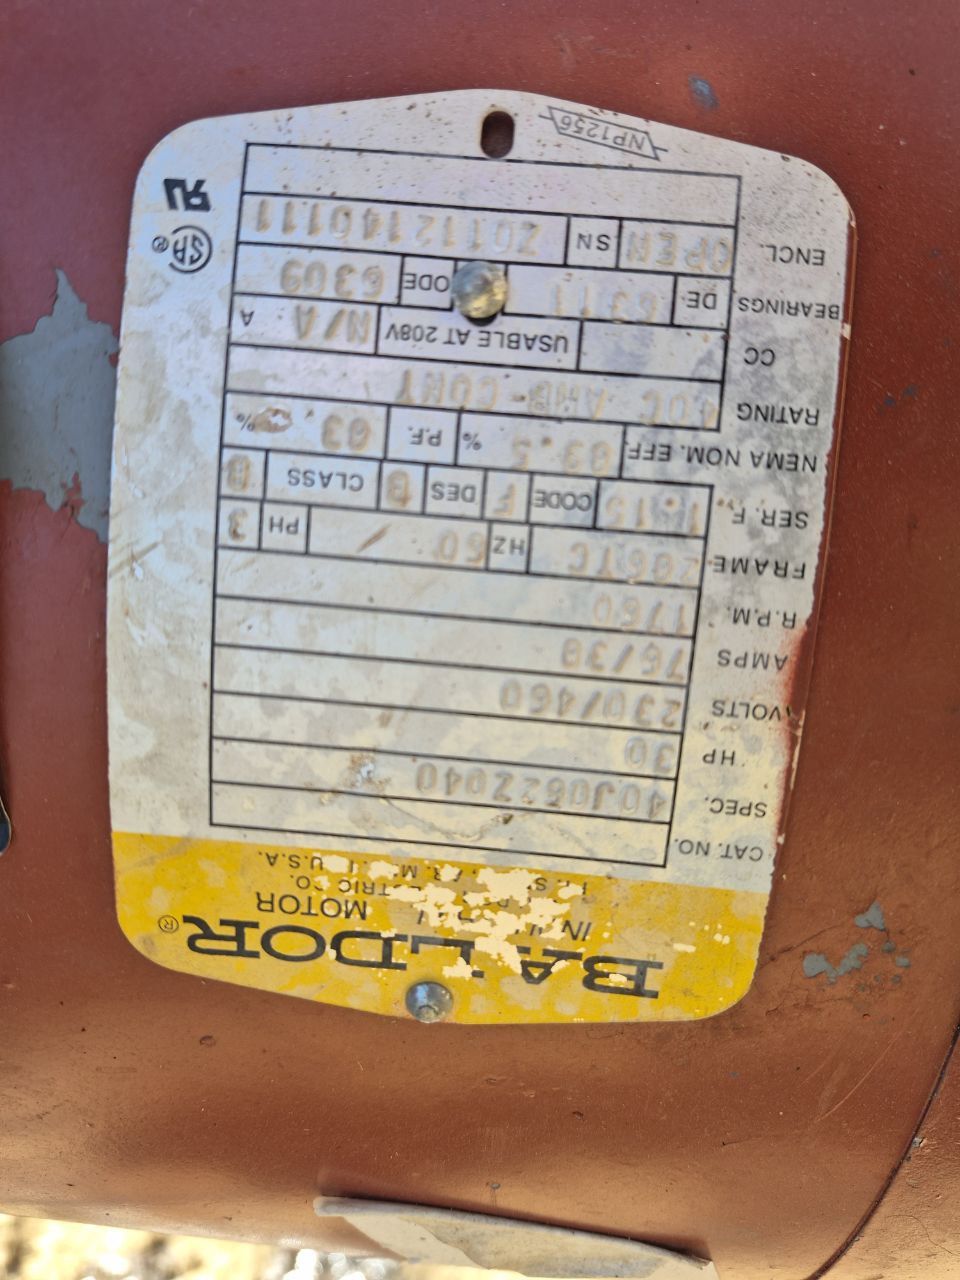 BALDOR®
MOTOR
U.S.A.
CAT. NO.
SPEC. 40J062Z040
HP 30
VOLTS 230/460
AMPS 76/38
R.P.M. 1760
FRAME 286TC HZ 60 / PH 3
SER. F. 1.15 CODE F DES B CLASS B
NEMA NOM. EFF. % P.F. 83 %
RATING 40C AMB-CONT
CC USABLE AT 208V N/A A
BEARINGS DE 6311 ODE 6309
ENCL. OPEN SN Z0112140111
NP1256
SA®